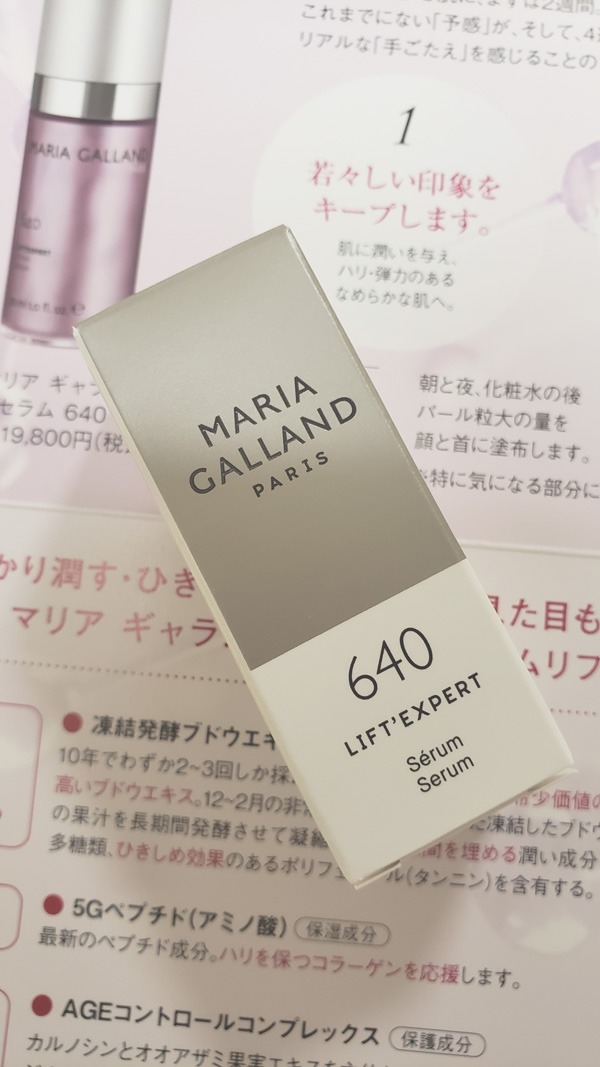 これまでにない「予感」が、そして、4
リアルな「手ごたえ」を感じることの
MARIA GALLAND
1
若々しい印象を
キープします。
肌に潤いを与え、
ハリ・弾力のある
なめらかな肌へ。
リア ギャラ
セラム 640
19,800円(税
朝と夜、化粧水の後
パール粒大の量を
顔と首に塗布します。
※特に気になる部分に
MARIA
GALLAND
PARIS
640
LIFT'EXPERT
Sérum
Serum
かり潤す・ひき
見た目も
マリア ギャラ
ムリフ
● 凍結発酵ブドウエキ
10年でわずか2~3回しか採
希少価値の
高いブドウエキス。12~2月の非常
凍結したブドウ
の果汁を長期間発酵させて凝縮
間を埋める潤い成分
多糖類、ひきしめ効果のあるポリフェ
ル(タンニン)を含有する。
● 5Gペプチド(アミノ酸) 保湿成分
最新のペプチド成分。ハリを保つコラーゲンを応援します。
● AGEコントロールコンプレックス 保護成分
カルノシンとオオアザミ果実エキスを